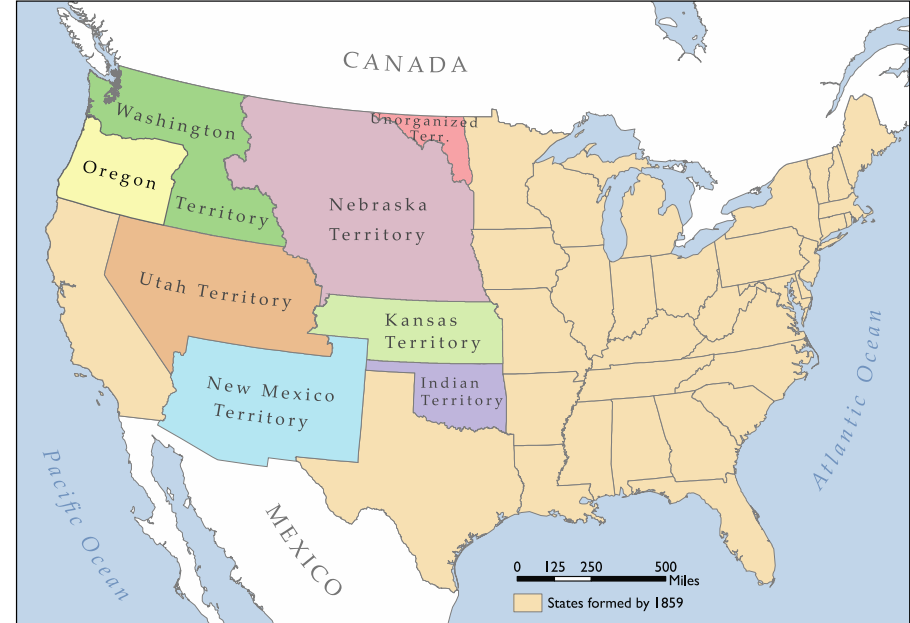 CANADA
Unorganized
Terr.
Washington
Oregon
Territory
Nebraska
Territory
Utah Territory
Kansas
Territory
New Mexico
Territory
Indian
Territory
Atlantic Ocean
Pacific Ocean
MEXICO
0 125 250 500
Miles
States formed by 1859